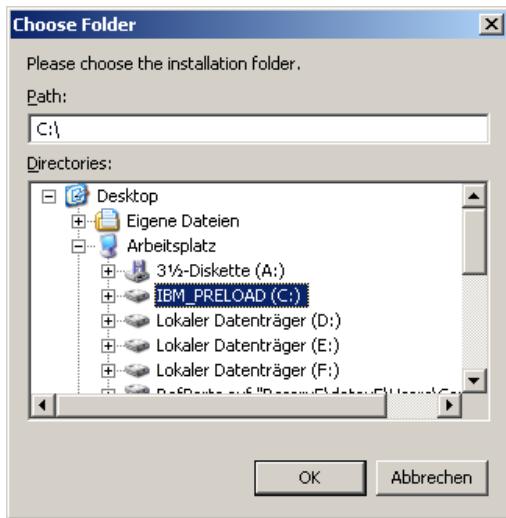 Choose Folder
Please choose the installation folder.
Path:
C:\
Directories:
Desktop
Eigene Dateien
Arbeitsplatz
3½-Diskette (A:)
IBM_PRELOAD (C:)
Lokaler Datenträger (D:)
Lokaler Datenträger (E:)
Lokaler Datenträger (F:)
auf
OK Abbrechen